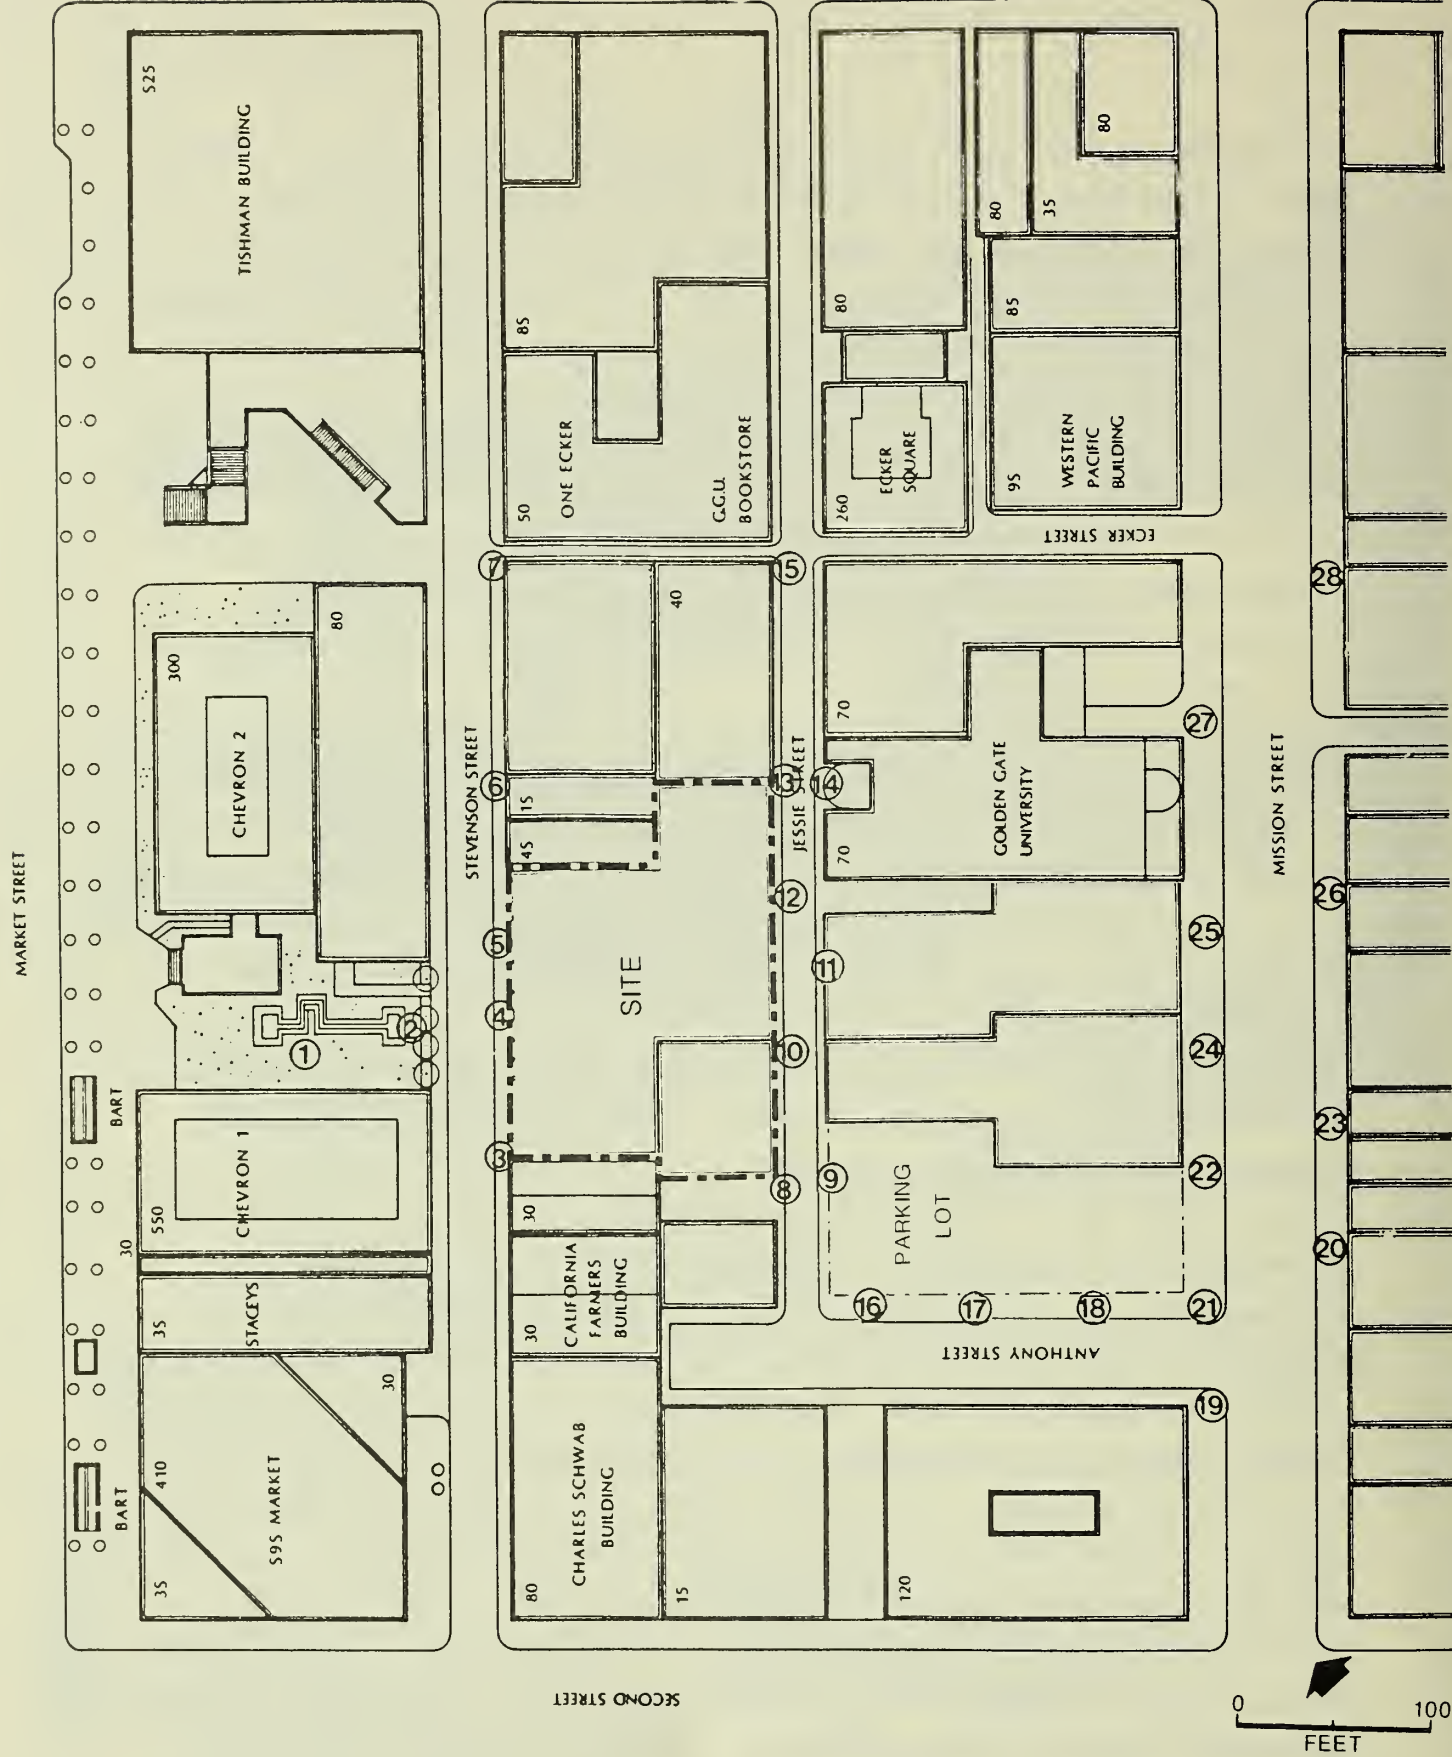 MARKET STREET
STEVENSON STREET
JESSIE STREET
MISSION STREET
ECKER STREET
ANTHONY STREET
SECOND STREET
525
TISHMAN BUILDING
300
CHEVRON 2
80
1
2
BART
550
CHEVRON 1
30
35
STACEYS
30
410
595 MARKET
35
BART
85
50
ONE ECKER
G.G.U.
BOOKSTORE
7
15
40
6
15
45
13
5
12
4
SITE
10
3
8
30
CALIFORNIA
FARMERS
BUILDING
30
CHARLES SCHWAB
BUILDING
80
15
80
80
80
35
85
260
ECKER
SQUARE
95
WESTERN
PACIFIC
BUILDING
70
27
14
GOLDEN GATE
UNIVERSITY
70
11
25
24
9
PARKING
LOT
22
16
17
18
21
19
120
28
26
23
20
0
100
FEET